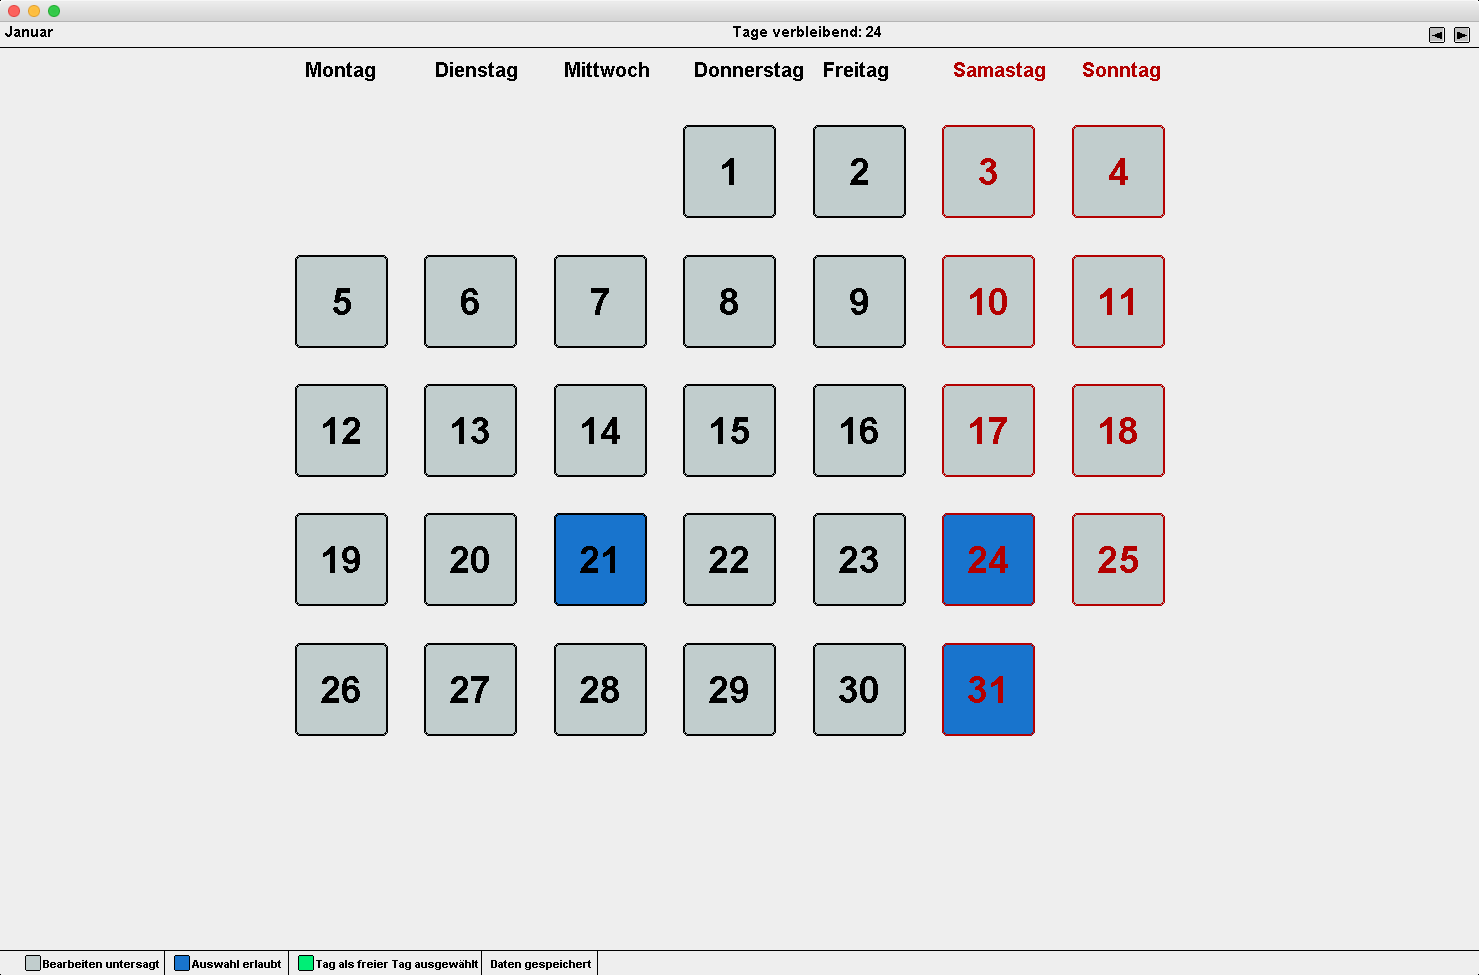 Januar
Tage verbleibend: 24
◄ ►
Montag Dienstag Mittwoch Donnerstag Freitag Samastag Sonntag
1 2 3 4
5 6 7 8 9 10 11
12 13 14 15 16 17 18
19 20 21 22 23 24 25
26 27 28 29 30 31
Bearbeiten untersagt Auswahl erlaubt Tag als freier Tag ausgewählt Daten gespeichert